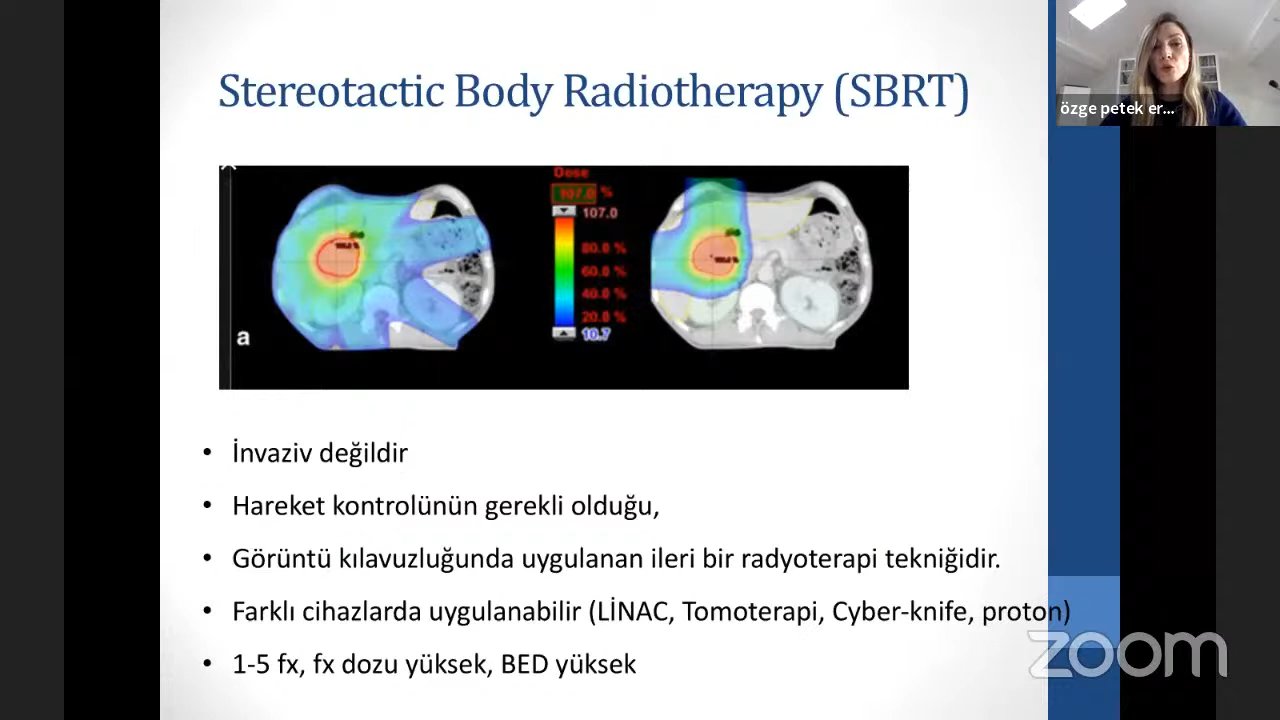 Stereotactic Body Radiotherapy (SBRT)
özge petek er...
Dose
107.0 %
107.0
80.0 %
60.0 %
40.0 %
20.0 %
10.7
a
• İnvaziv değildir
• Hareket kontrolünün gerekli olduğu,
• Görüntü kılavuzluğunda uygulanan ileri bir radyoterapi tekniğidir.
• Farklı cihazlarda uygulanabilir (LİNAC, Tomoterapi, Cyber-knife, proton)
• 1-5 fx, fx dozu yüksek, BED yüksek
zoom